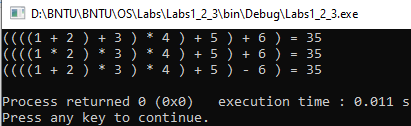 D:\BNTU\BNTU\OS\Labs\Labs1_2_3\bin\Debug\Labs1_2_3.exe
((((1 + 2 ) + 3 ) * 4 ) + 5 ) + 6 ) = 35
((((1 * 2 ) * 3 ) * 4 ) + 5 ) + 6 ) = 35
((((1 + 2 ) * 3 ) * 4 ) + 5 ) - 6 ) = 35
Process returned 0 (0x0)   execution time : 0.011 s
Press any key to continue.